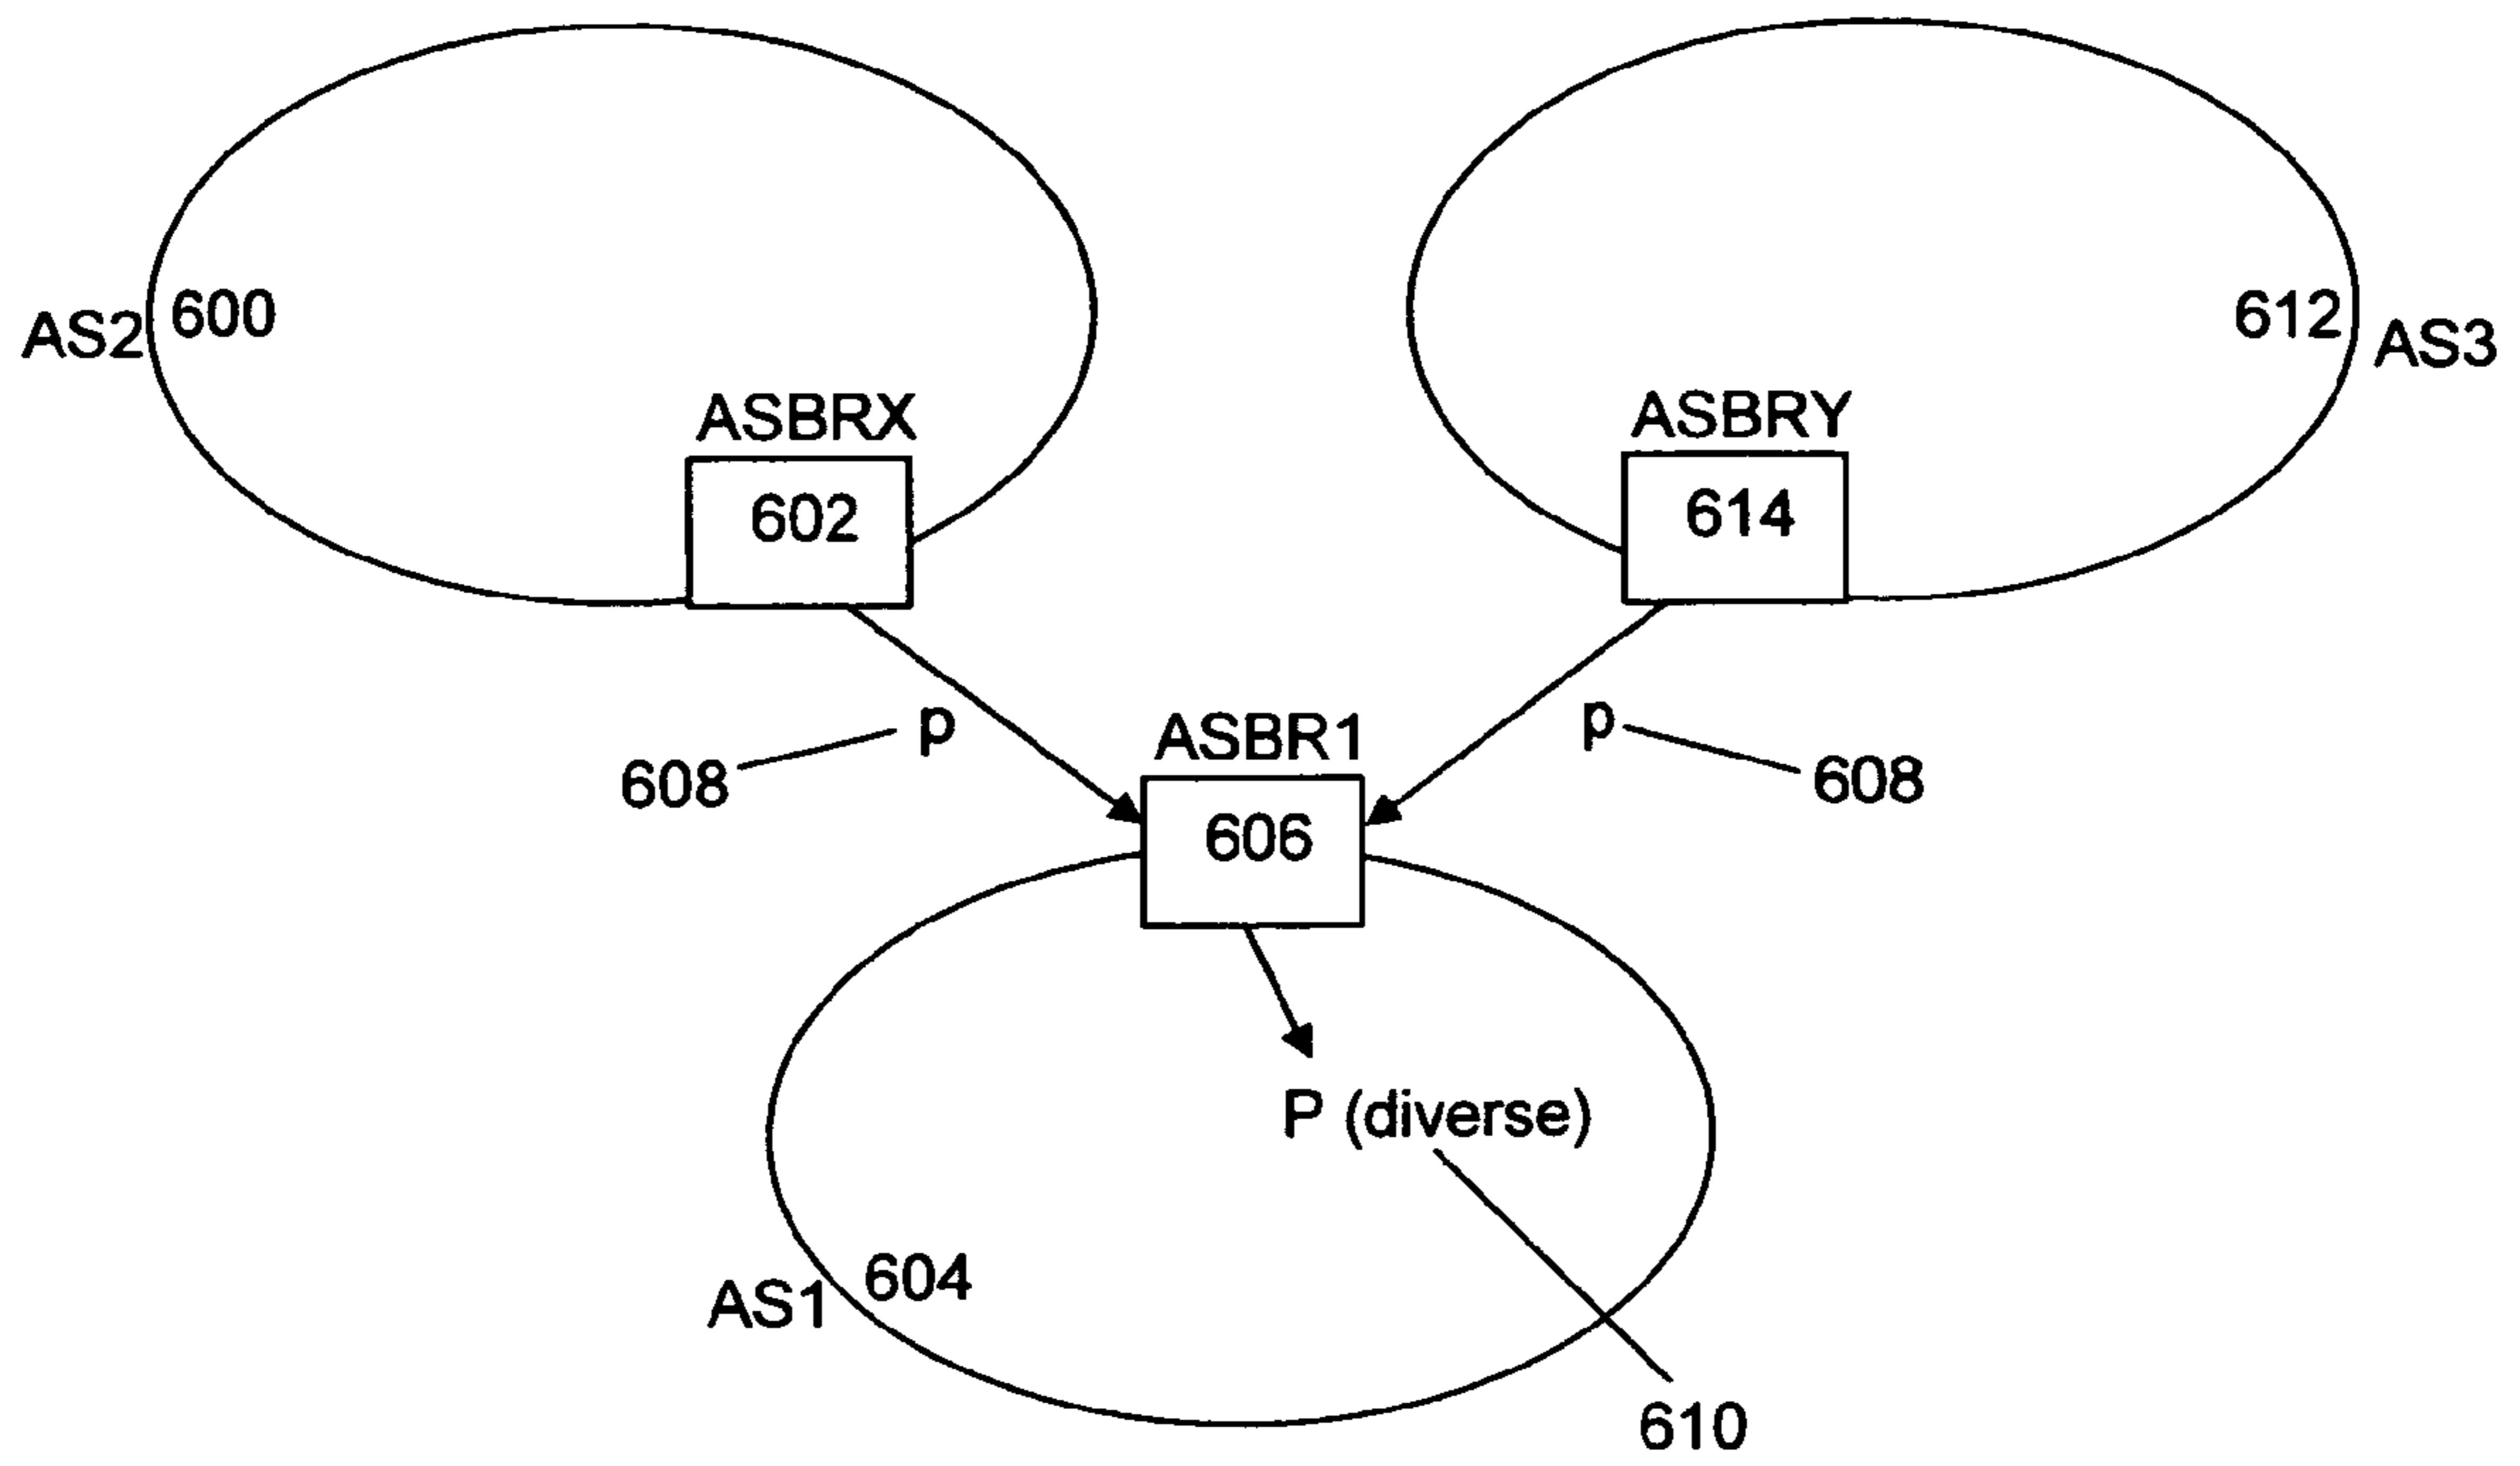 AS2
600
612
AS3
ASBRX
ASBRY
602
614
p
608
ASBR1
p
608
606
P (diverse)
604
AS1
610